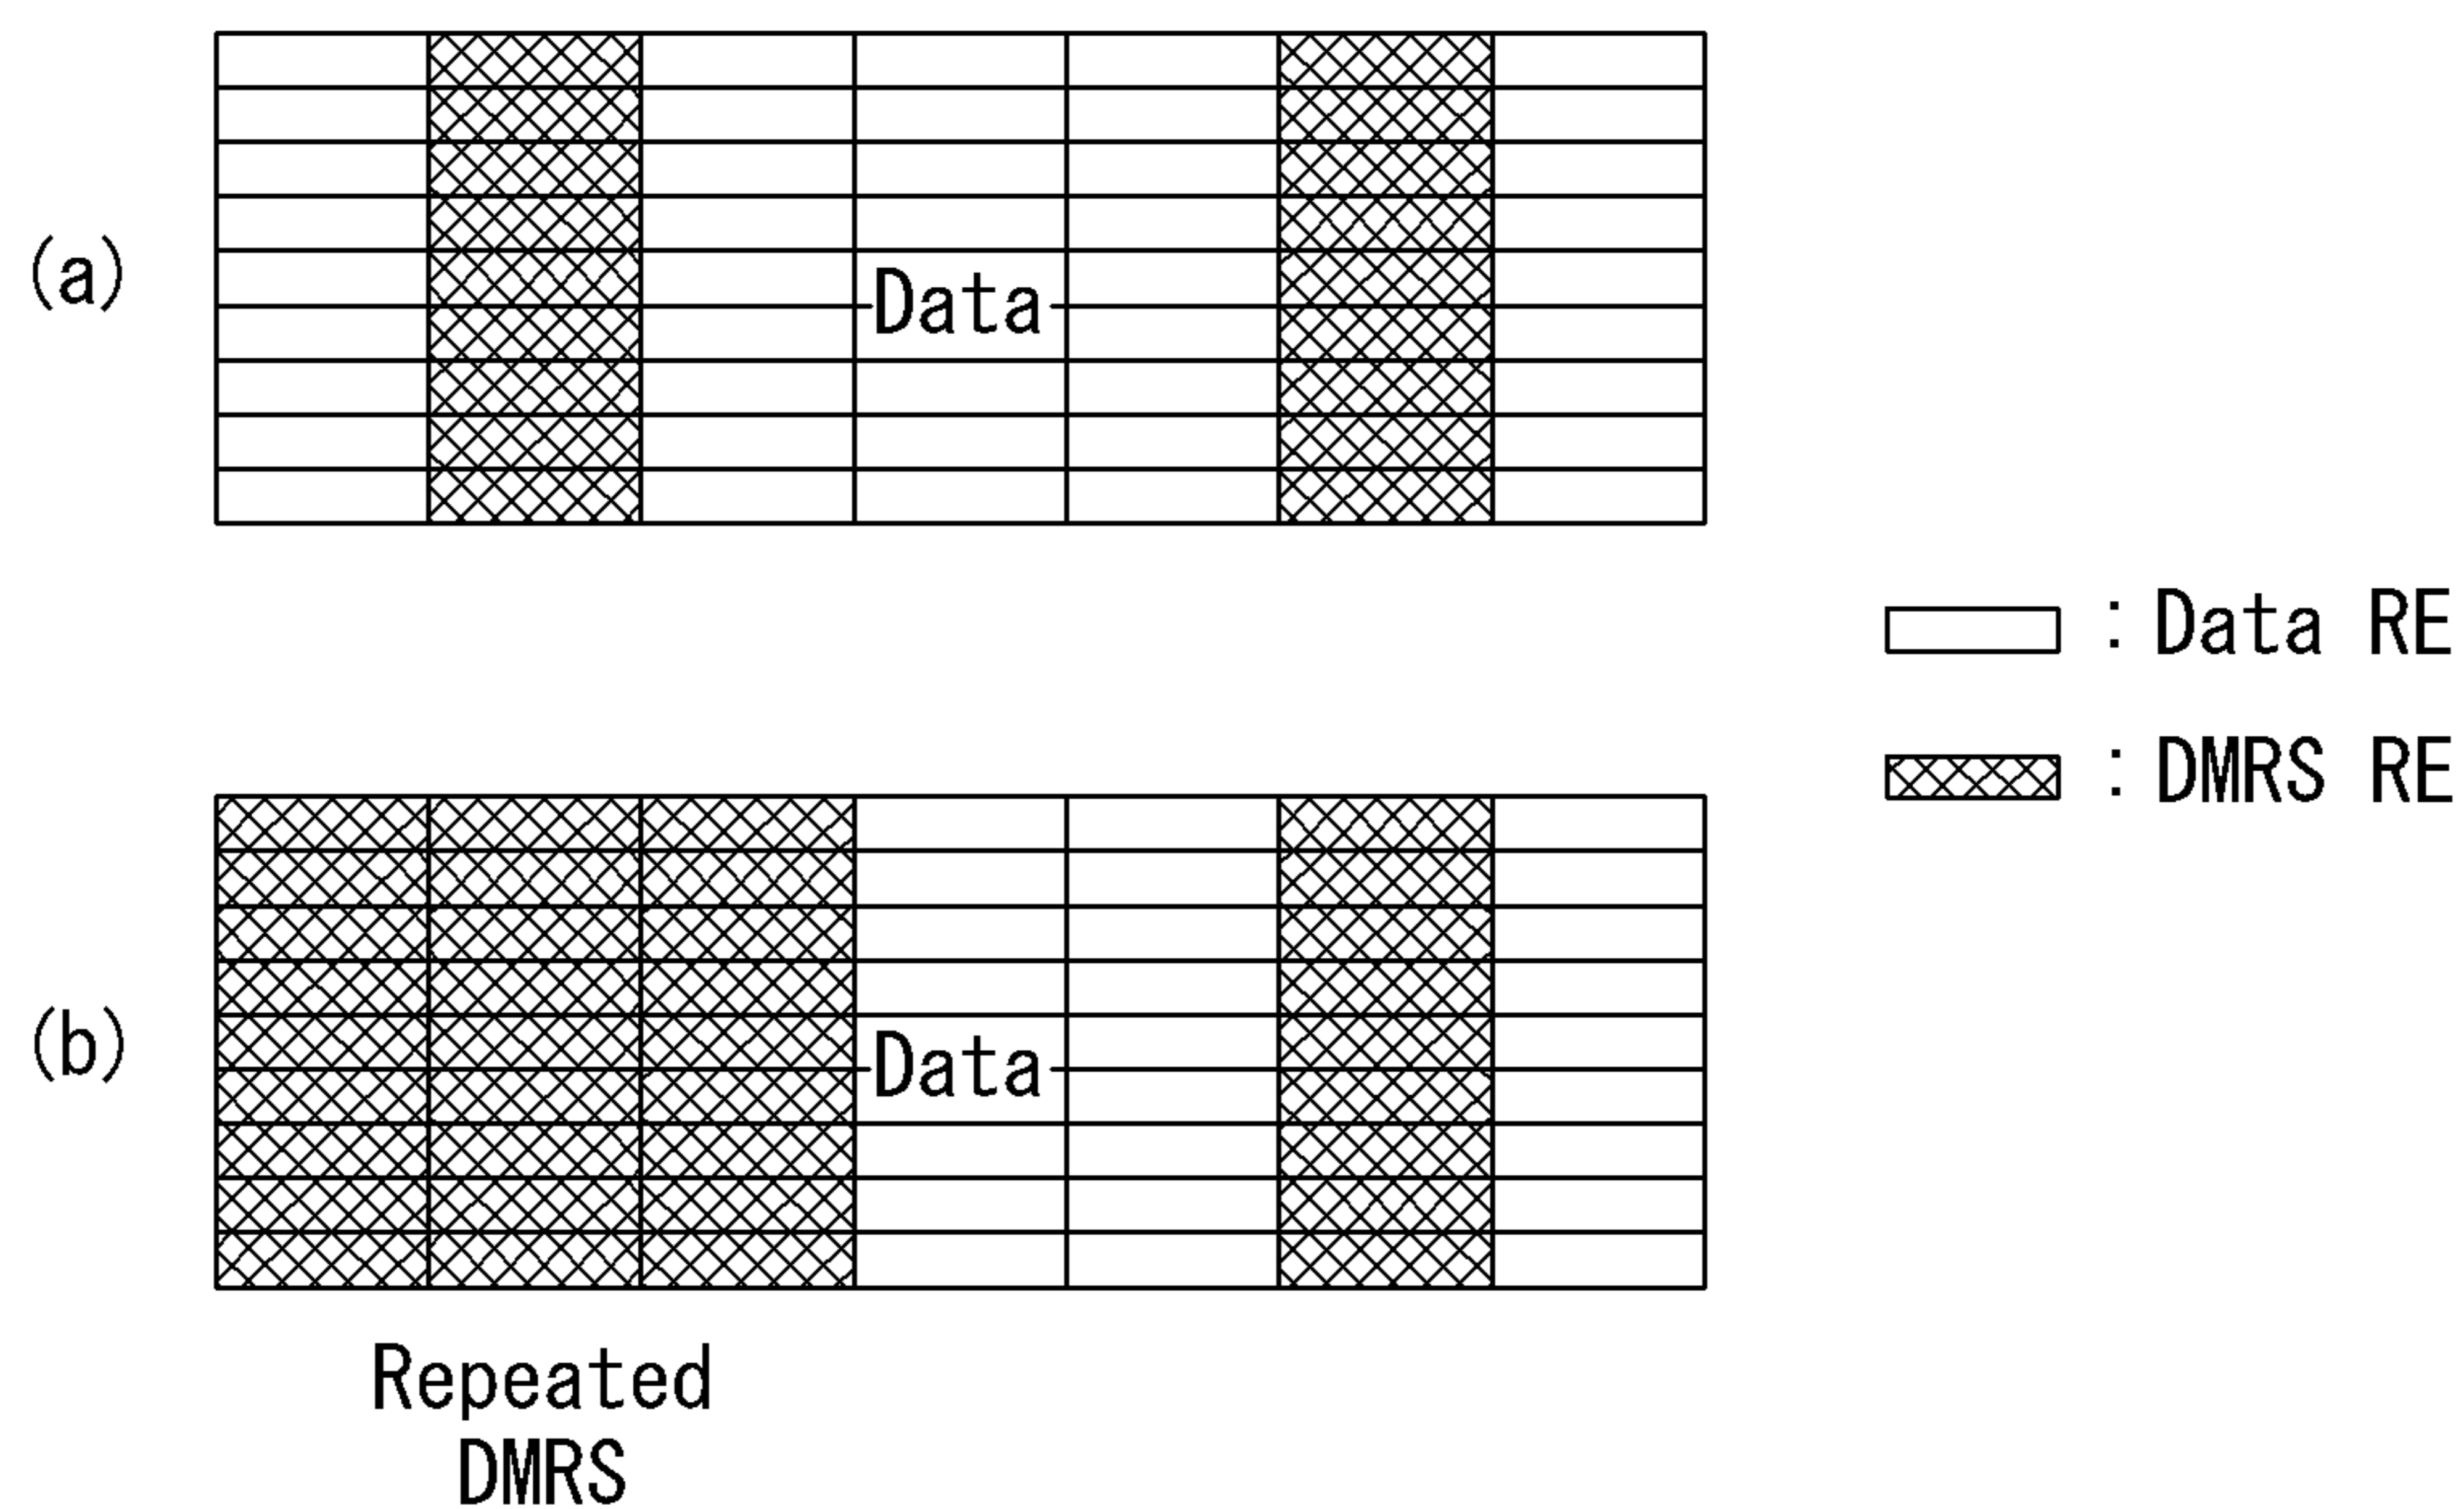 (a)
Data
: Data RE
: DMRS RE
(b)
Data
Repeated
DMRS